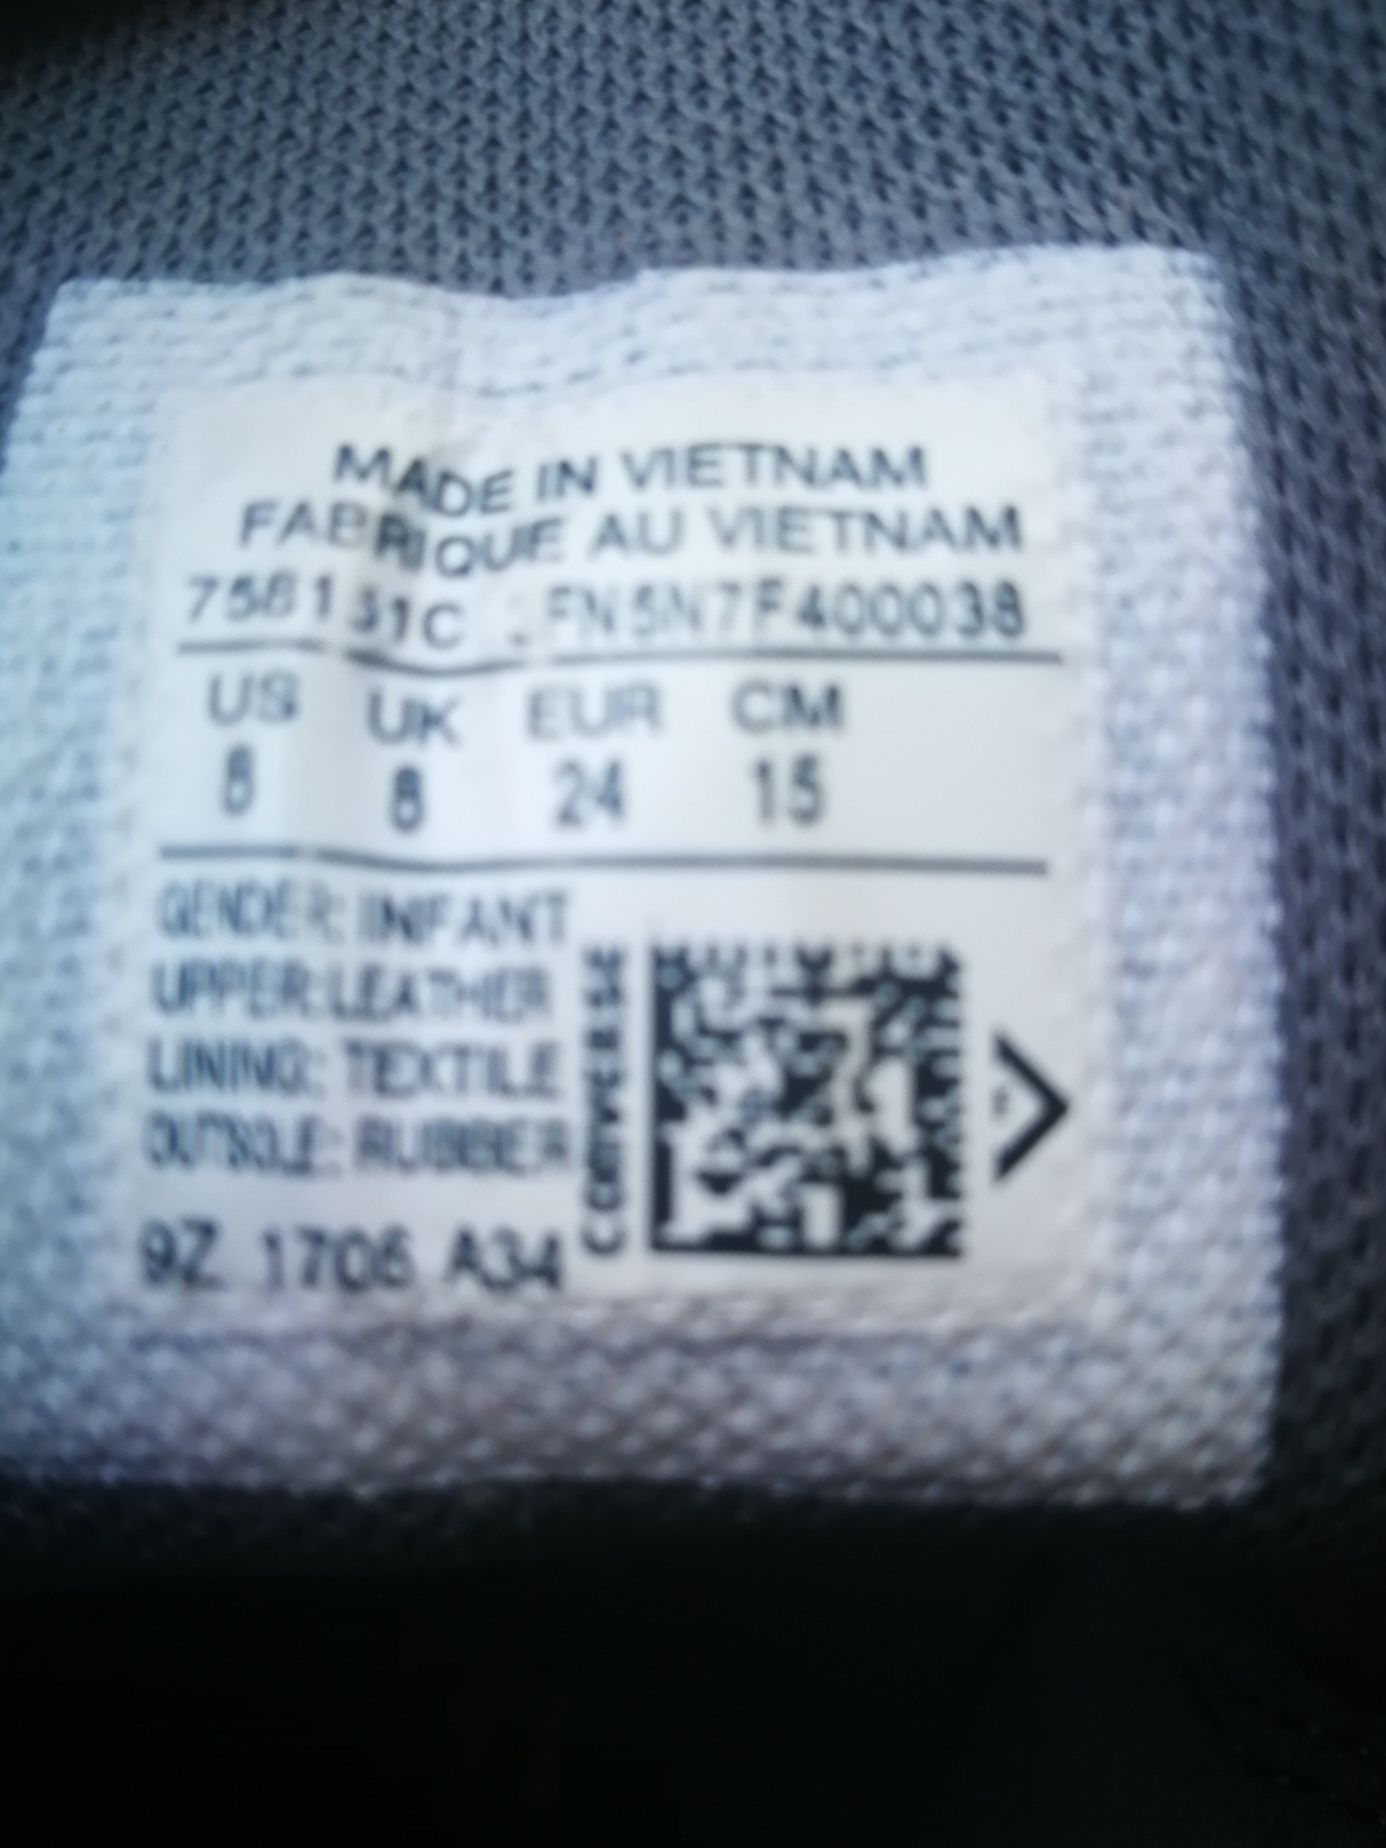 MADE IN VIETNAM
FABRIQUE AU VIETNAM
FN5N7F400038
US UK EUR CM
8 8 24 15
GENDER: INFANT
UPPER: LEATHER
LINING: TEXTILE
OUTSOLE: RUBBER
9Z 1706 A34
CONVERSE